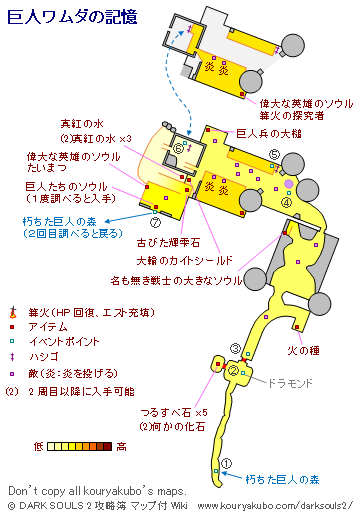 巨人ワムダの記憶
炎 炎
偉大な英雄のソウル
篝火の探究者
真紅の水
(2)真紅の水 ×3
巨人兵の大槌
偉大な英雄のソウル
たいまつ
⑥
⑤
巨人たちのソウル
(1度調べると入手)
炎 炎
④
朽ちた巨人の森
(2回目調べると戻る)
⑦
古びた輝雫石
大輪のカイトシールド
名も無き戦士の大きなソウル
篝火(HP回復、エスト充填)
アイテム
イベントポイント
ハシゴ
敵(炎:炎を投げる)
(2) 2周目以降に入手可能
火の種
③
②
ドラモンド
つるすべ石 ×5
(2)何かの化石
低 高
①
朽ちた巨人の森
Don't copy all kouryakubo's maps.
© DARK SOULS 2 攻略簿 マップ付 Wiki www.kouryakubo.com/darksouls2/